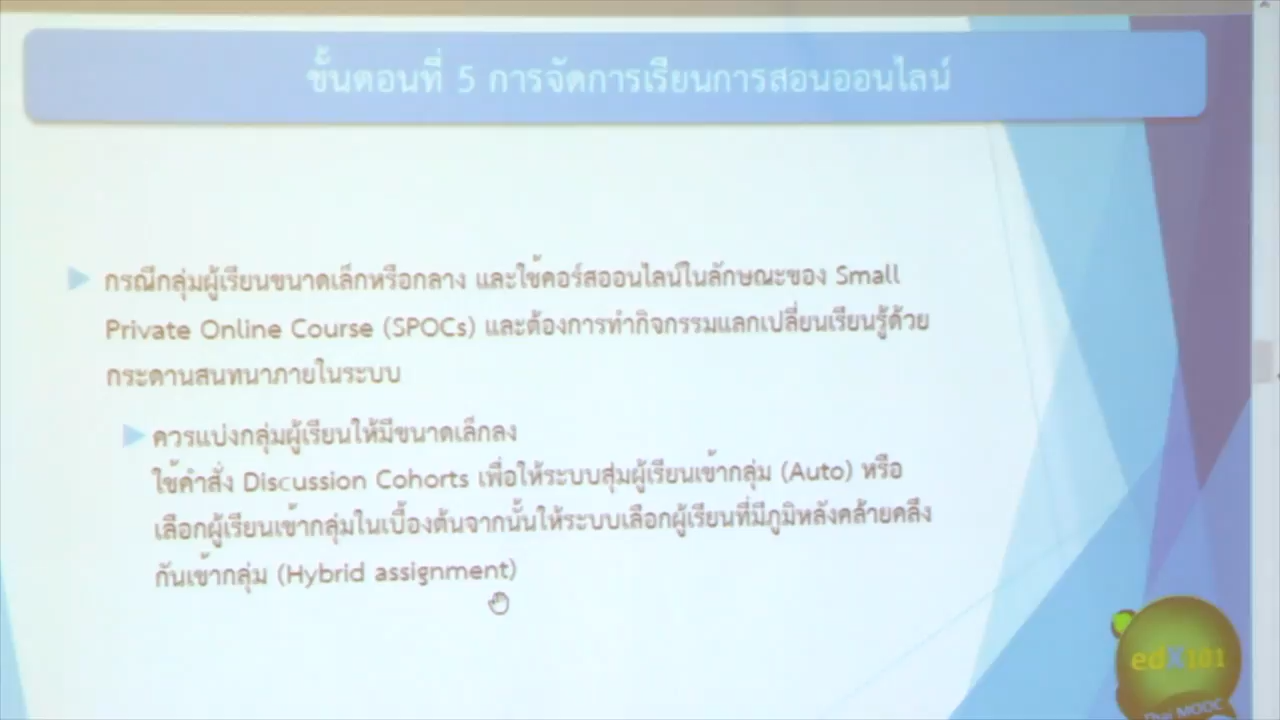 ขั้นตอนที่ 5 การจัดการเรียนการสอนออนไลน์
กรณีกลุ่มผู้เรียนขนาดเล็กหรือกลาง และใช้คอร์สออนไลน์ในลักษณะของ Small
Private Online Course (SPOCs) และต้องการทำกิจกรรมแลกเปลี่ยนเรียนรู้ด้วย
กระดานสนทนาภายในระบบ
ควรแบ่งกลุ่มผู้เรียนให้มีขนาดเล็กลง
ใช้คำสั่ง Discussion Cohorts เพื่อให้ระบบสุ่มผู้เรียนเข้ากลุ่ม (Auto) หรือ
เลือกผู้เรียนเข้ากลุ่มในเบื้องต้นจากนั้นให้ระบบเลือกผู้เรียนที่มีภูมิหลังคล้ายคลึง
กันเข้ากลุ่ม (Hybrid assignment)
edX101
Thai MOOC